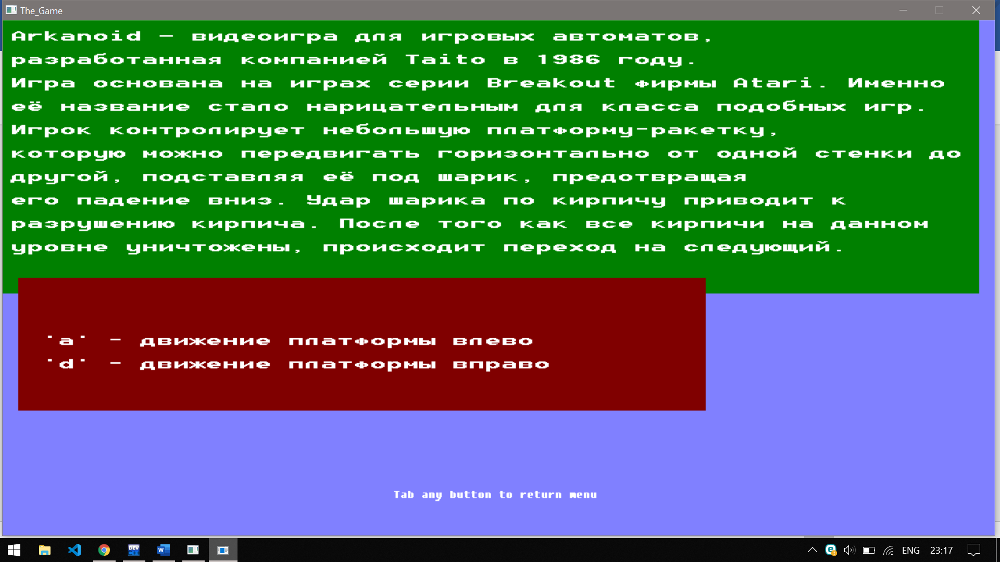 The_Game
Arkanoid — видеоигра для игровых автоматов,
разработанная компанией Taito в 1986 году.
Игра основана на играх серии Breakout фирмы Atari. Именно
её название стало нарицательным для класса подобных игр.
Игрок контролирует небольшую платформу-ракетку,
которую можно передвигать горизонтально от одной стенки до
другой, подставляя её под шарик, предотвращая
его падение вниз. Удар шарика по кирпичу приводит к
разрушению кирпича. После того как все кирпичи на данном
уровне уничтожены, происходит переход на следующий.
'a' - движение платформы влево
'd' - движение платформы вправо
Tab any button to return menu
DEV
W
ENG 23:17